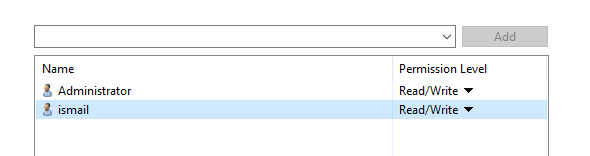 Add
Name Permission Level
Administrator Read/Write
ismail Read/Write